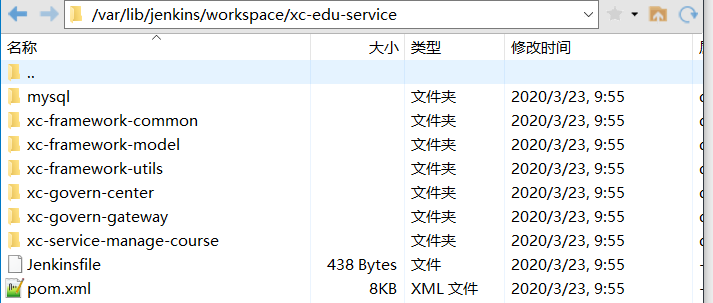 /var/lib/jenkins/workspace/xc-edu-service
名称 大小 类型 修改时间
..
mysql 文件夹 2020/3/23, 9:55
xc-framework-common 文件夹 2020/3/23, 9:55
xc-framework-model 文件夹 2020/3/23, 9:55
xc-framework-utils 文件夹 2020/3/23, 9:55
xc-govern-center 文件夹 2020/3/23, 9:55
xc-govern-gateway 文件夹 2020/3/23, 9:55
xc-service-manage-course 文件夹 2020/3/23, 9:55
Jenkinsfile 438 Bytes 文件 2020/3/23, 9:55
pom.xml 8KB XML 文件 2020/3/23, 9:55